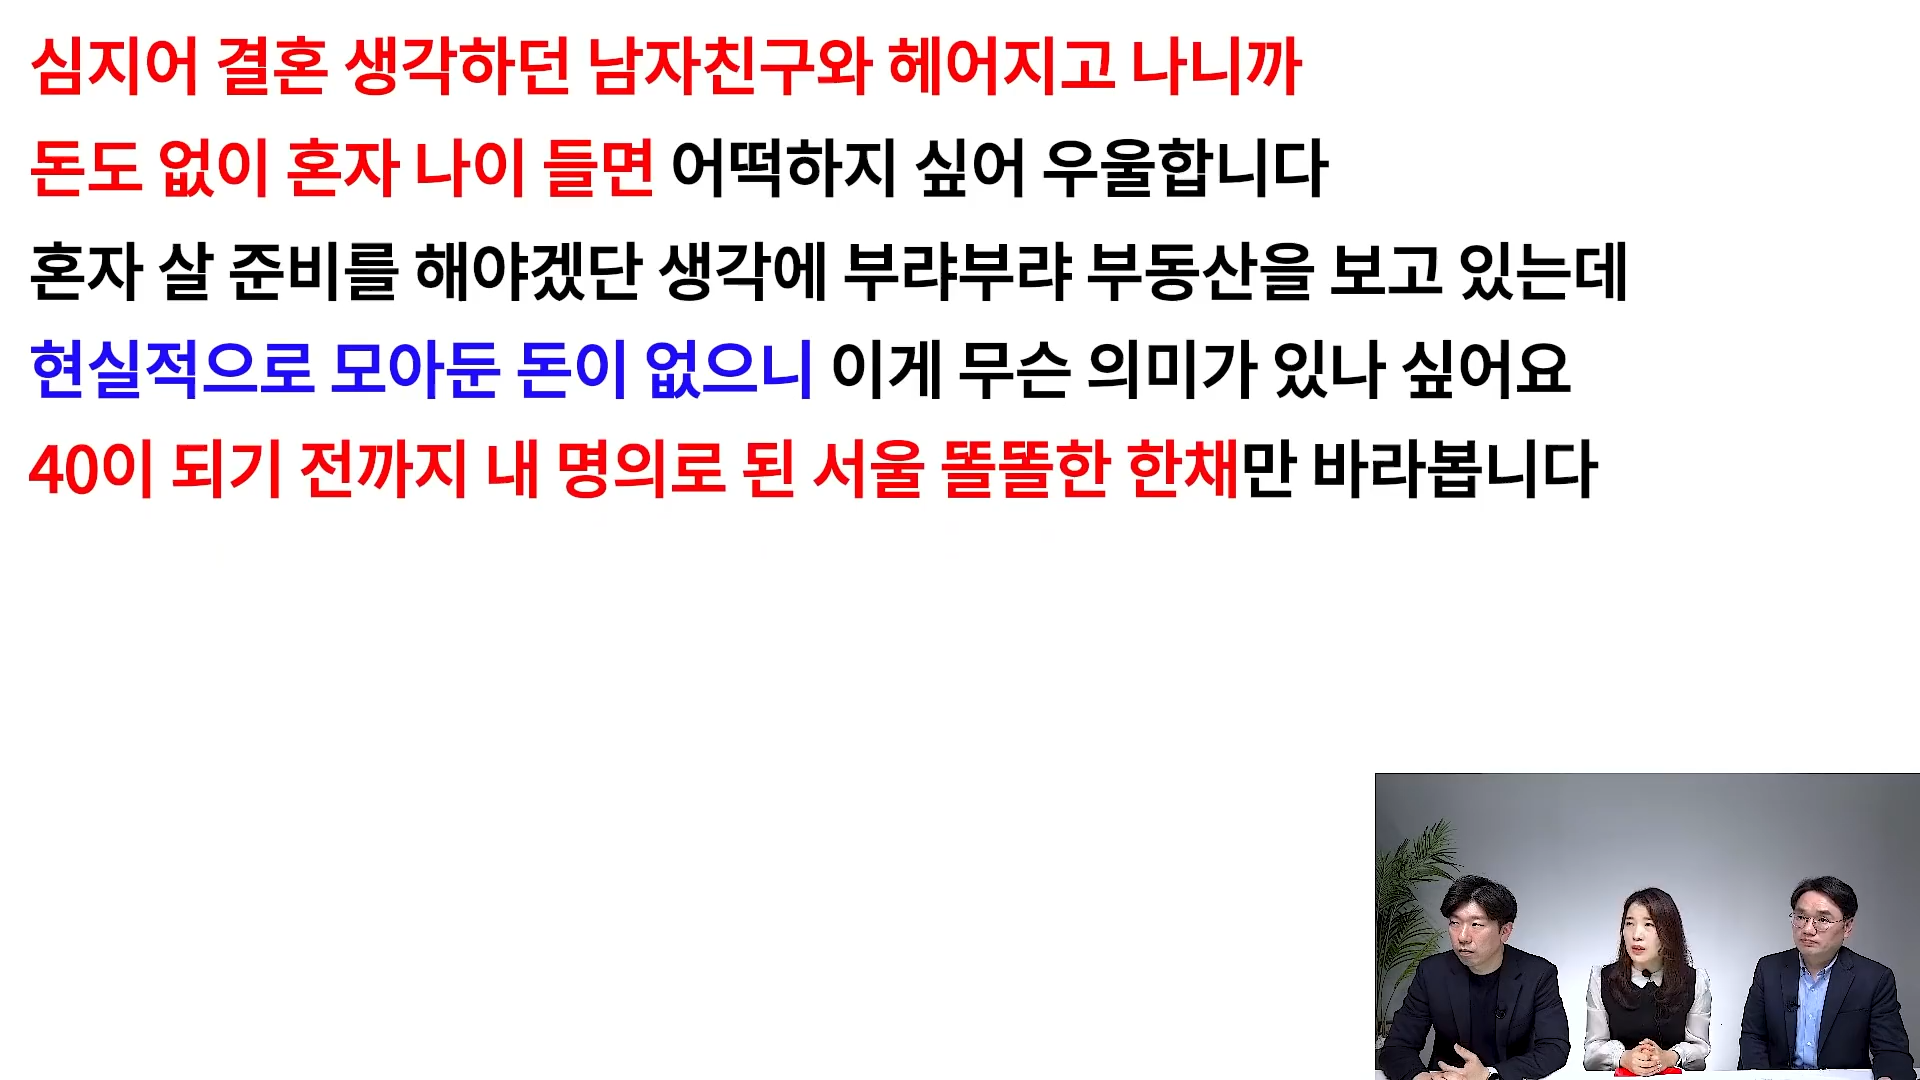 심지어 결혼 생각하던 남자친구와 헤어지고 나니까
돈도 없이 혼자 나이 들면 어떡하지 싶어 우울합니다
혼자 살 준비를 해야겠단 생각에 부랴부랴 부동산을 보고 있는데
현실적으로 모아둔 돈이 없으니 이게 무슨 의미가 있나 싶어요
40이 되기 전까지 내 명의로 된 서울 똘똘한 한채만 바라봅니다